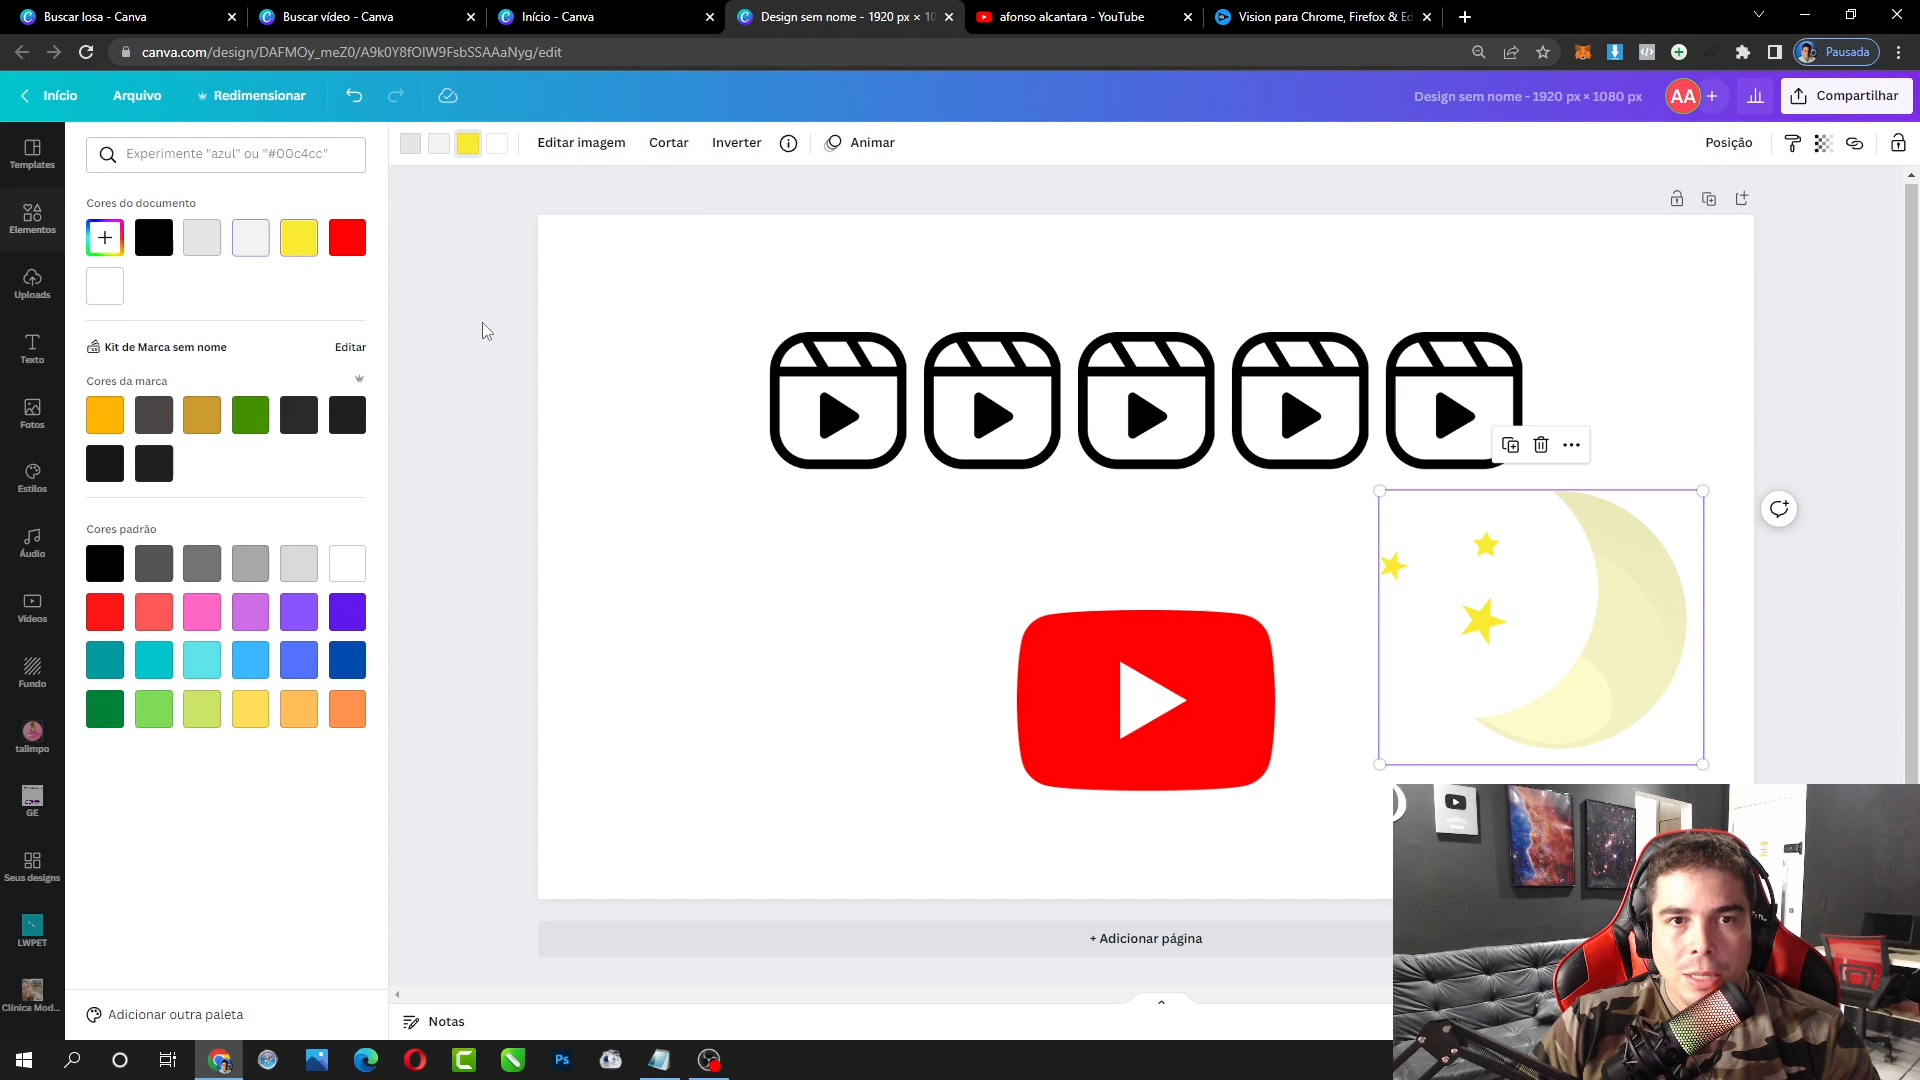 Buscar losa - Canva
Buscar vídeo - Canva
Início - Canva
Design sem nome - 1920 px × 10
afonso alcantara - YouTube
Vision para Chrome, Firefox & Ed
canva.com/design/DAFMOy_meZ0/A9k0Y8fOIW9FsbSSAAaNyg/edit
Pausada
Início
Arquivo
Redimensionar
Design sem nome - 1920 px × 1080 px
AA
Compartilhar
Experimente "azul" ou "#00c4cc"
Editar imagem
Cortar
Inverter
Animar
Posição
Templates
Elementos
Uploads
Texto
Fotos
Estilos
Áudio
Vídeos
Fundo
talimpo
GE
Seus designs
LWPET
Clínica Mod...
Cores do documento
Kit de Marca sem nome
Editar
Cores da marca
Cores padrão
Adicionar outra paleta
+ Adicionar página
Notas
Ps